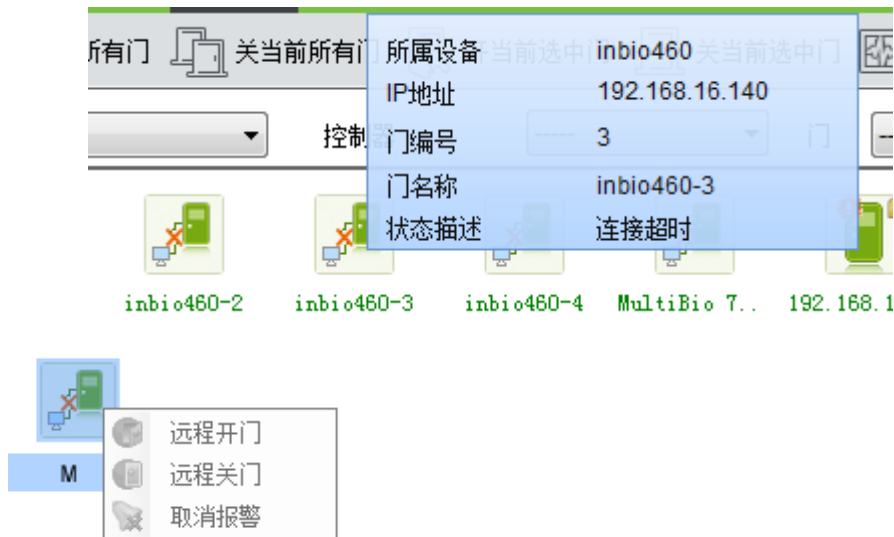 所有门 关当前所有门 开当前选中门 关当前选中门
所属设备 inbio460
IP地址 192.168.16.140
控制器 ----- 门 --
门编号 3
门名称 inbio460-3
状态描述 连接超时
inbio460-2 inbio460-3 inbio460-4 MultiBio 7.. 192.168.1
M
远程开门
远程关门
取消报警